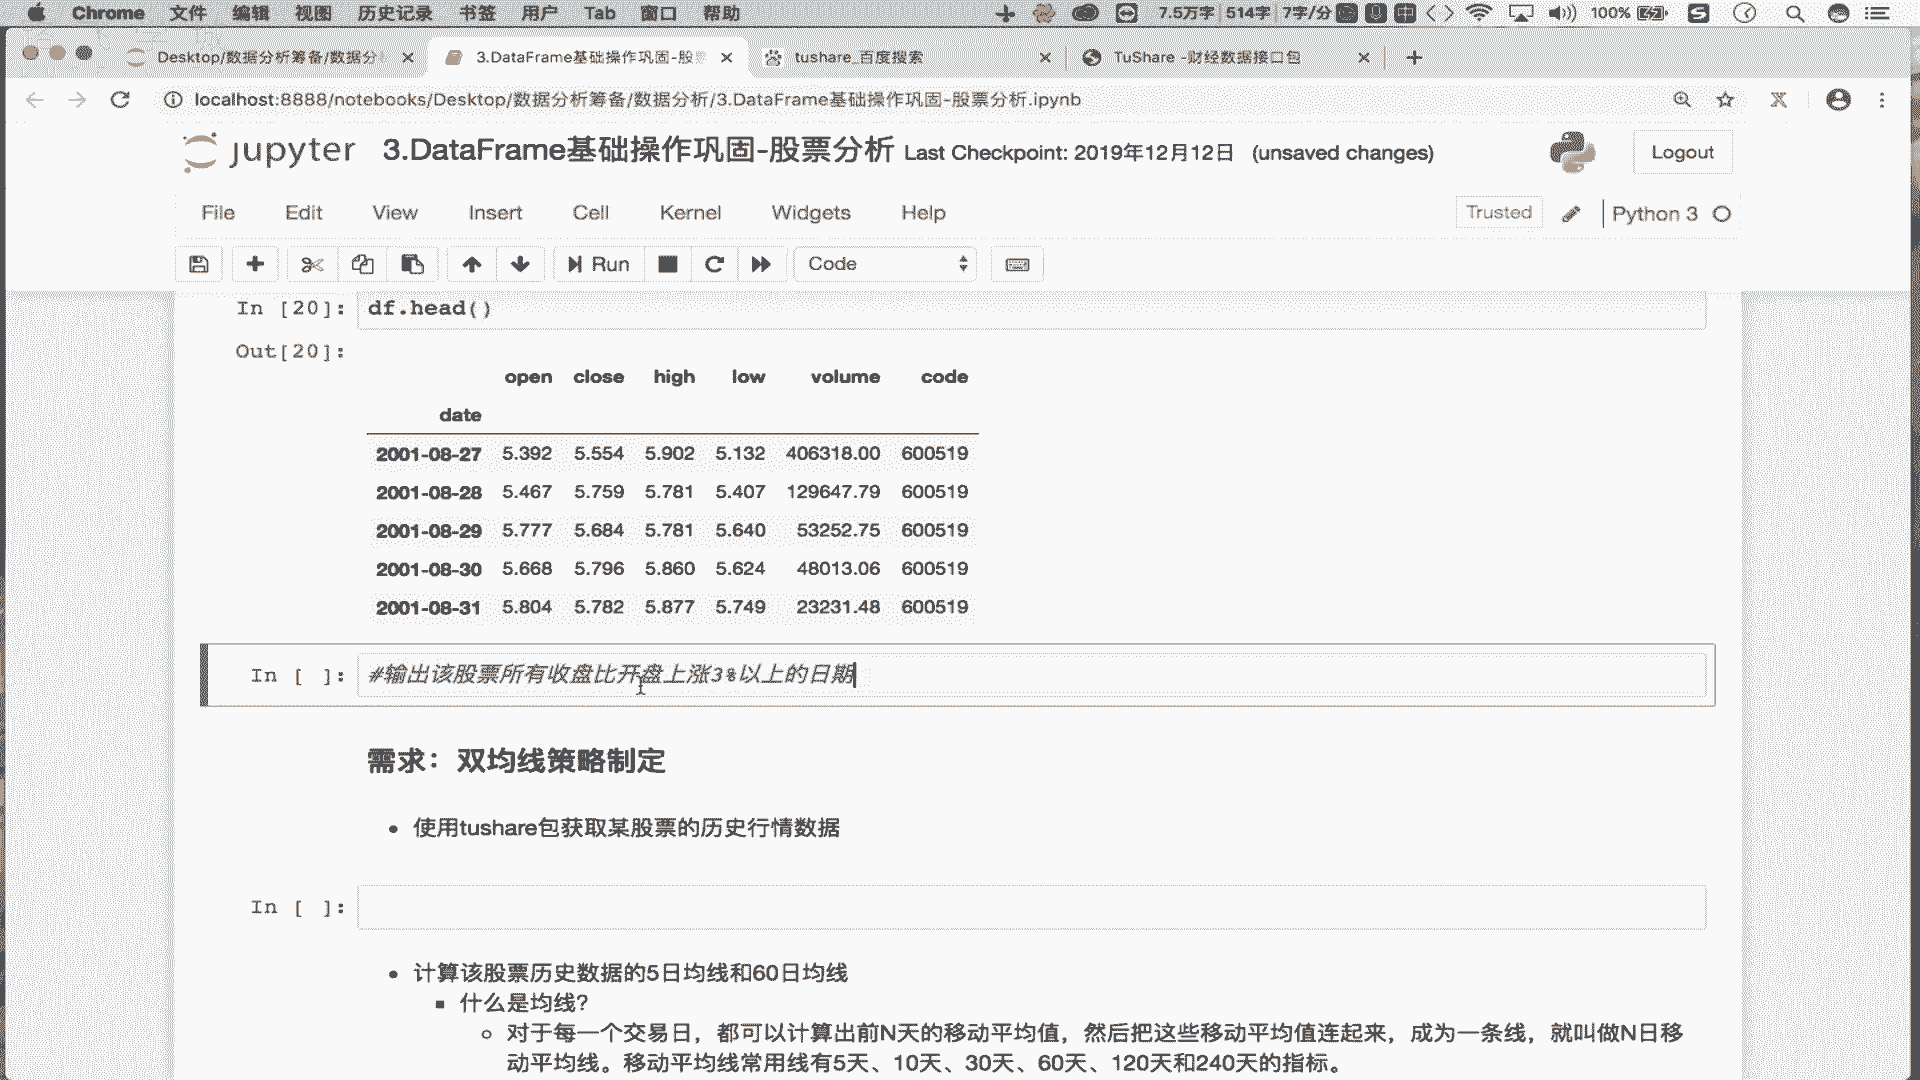 Chrome 文件 编辑 视图 历史记录 书签 用户 Tab 窗口 帮助 7.5万字 514字 7字/分 中 100% S
Desktop/数据分析筹备/数据分 3.DataFrame基础操作巩固-股票 tushare_百度搜索 TuShare -财经数据接口包
localhost:8888/notebooks/Desktop/数据分析筹备/数据分析/3.DataFrame基础操作巩固-股票分析.ipynb
jupyter 3.DataFrame基础操作巩固-股票分析 Last Checkpoint: 2019年12月12日 (unsaved changes) Logout
File Edit View Insert Cell Kernel Widgets Help Trusted Python 3
Run Code
In [20]: df.head()
Out[20]:
open close high low volume code
date
2001-08-27 5.392 5.554 5.902 5.132 406318.00 600519
2001-08-28 5.467 5.759 5.781 5.407 129647.79 600519
2001-08-29 5.777 5.684 5.781 5.640 53252.75 600519
2001-08-30 5.668 5.796 5.860 5.624 48013.06 600519
2001-08-31 5.804 5.782 5.877 5.749 23231.48 600519
In [ ]: #输出该股票所有收盘比开盘上涨3%以上的日期
需求：双均线策略制定
使用tushare包获取某股票的历史行情数据
In [ ]:
计算该股票历史数据的5日均线和60日均线
什么是均线?
对于每一个交易日，都可以计算出前N天的移动平均值，然后把这些移动平均值连起来，成为一条线，就叫做N日移
动平均线。移动平均线常用线有5天、10天、30天、60天、120天和240天的指标。